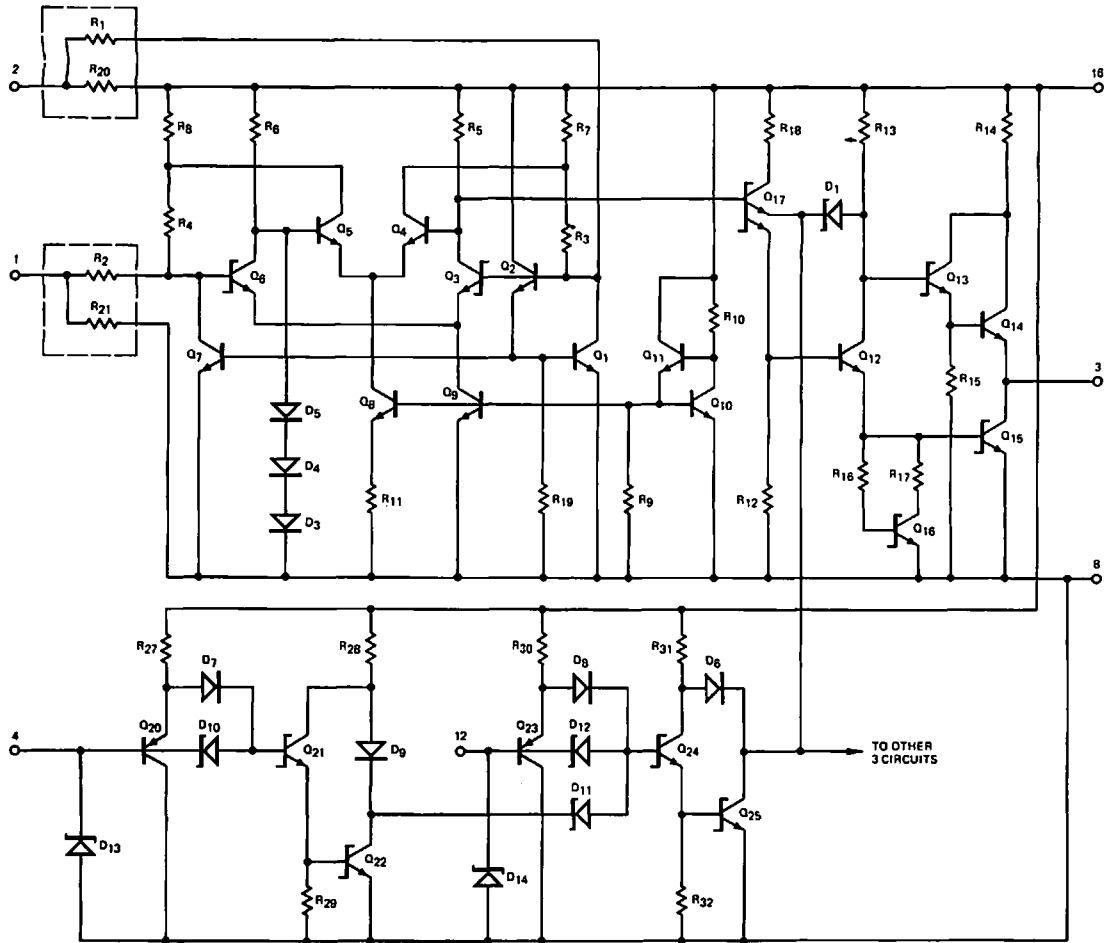 R1
2
R20
16
R8
R6
R5
R7
R18
R13
R14
D1
Q17
R4
Q5
Q4
R3
1
R2
Q6
Q3
Q2
Q13
R21
R10
Q14
Q7
Q1
Q11
Q12
R15
3
Q8
Q9
Q10
D5
Q15
D4
R16
R17
R11
R19
R9
R12
D3
Q16
8
R27
R28
R30
R31
D7
D8
D6
Q20
D10
Q23
D12
4
Q21
D9
12
Q24
TO OTHER
3 CIRCUITS
D11
Q25
D13
Q22
D14
R29
R32